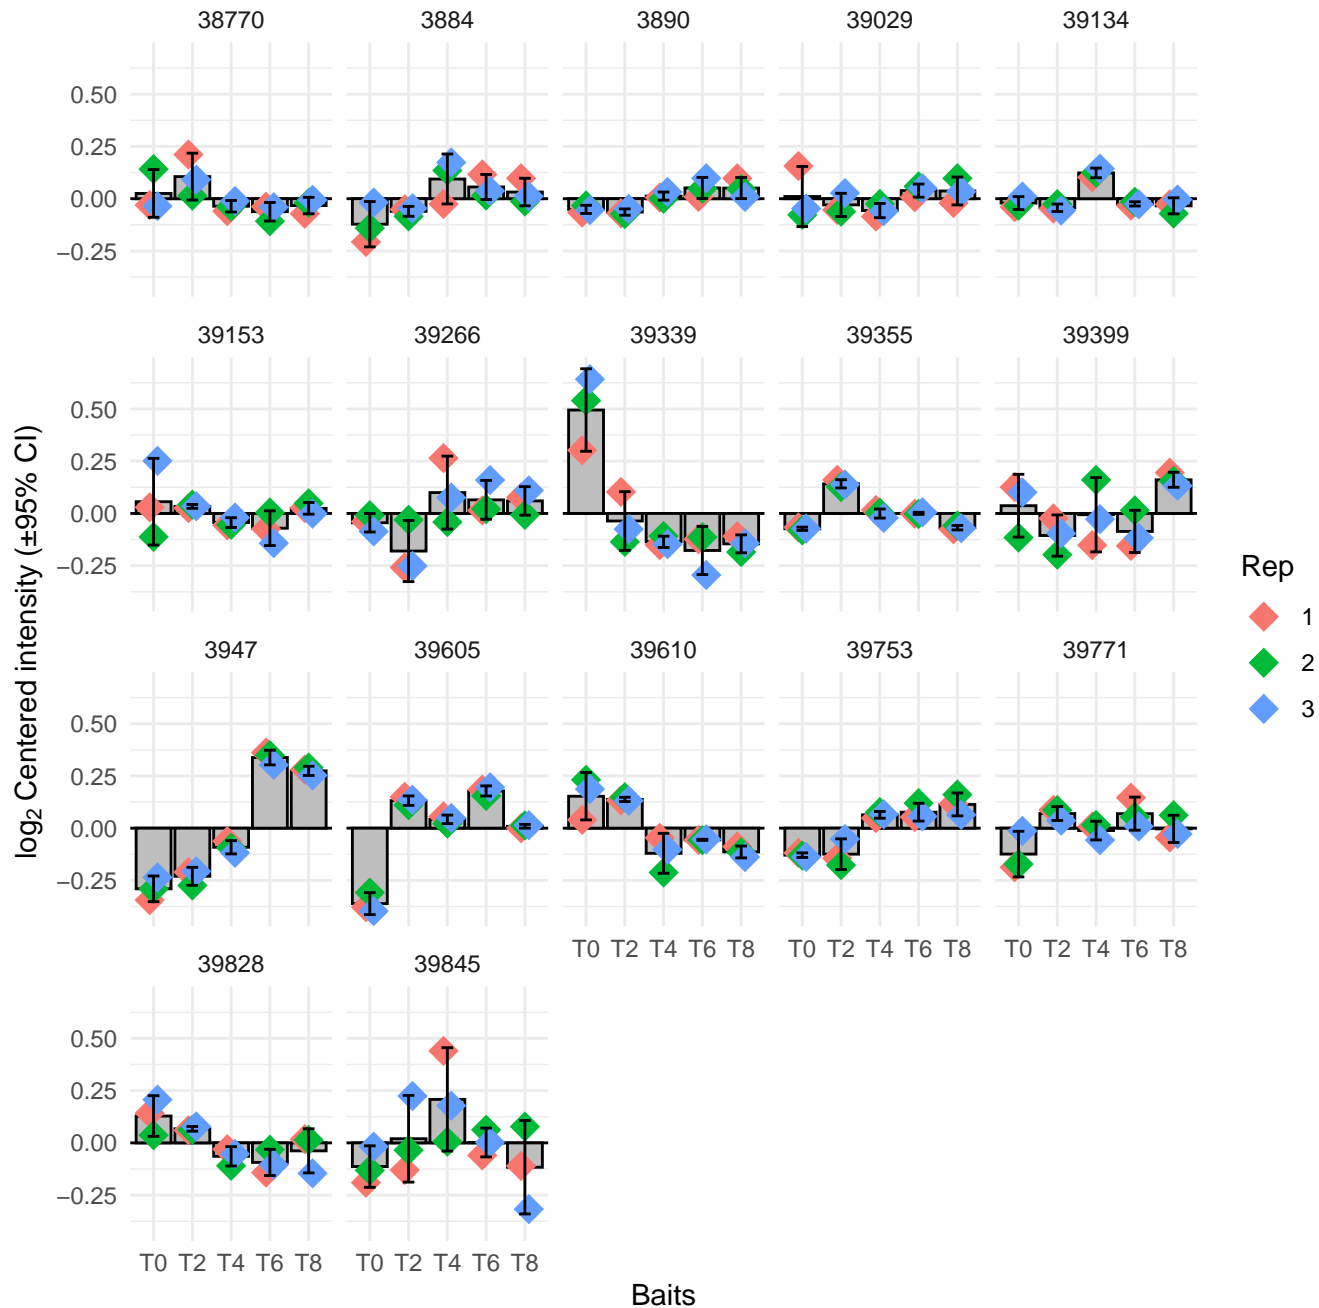 38770 3884 3890 39029 39134
0.50
0.25
0.00
−0.25
39153 39266 39339 39355 39399
0.50
0.25
0.00
−0.25
3947 39605 39610 39753 39771
0.50
0.25
0.00
−0.25
T0 T2 T4 T6 T8 T0 T2 T4 T6 T8 T0 T2 T4 T6 T8
39828 39845
0.50
0.25
0.00
−0.25
T0 T2 T4 T6 T8 T0 T2 T4 T6 T8
Baits
log2 Centered intensity (±95% CI)
Rep
1
2
3